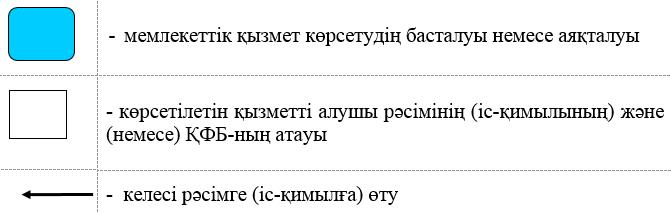 - мемлекеттік қызмет көрсетудің басталуы немесе аяқталуы
- көрсетілетін қызметті алушы рәсімінің (іс-қимылының) және
(немесе) ҚФБ-ның атауы
- келесі рәсімге (іс-қимылға) өту